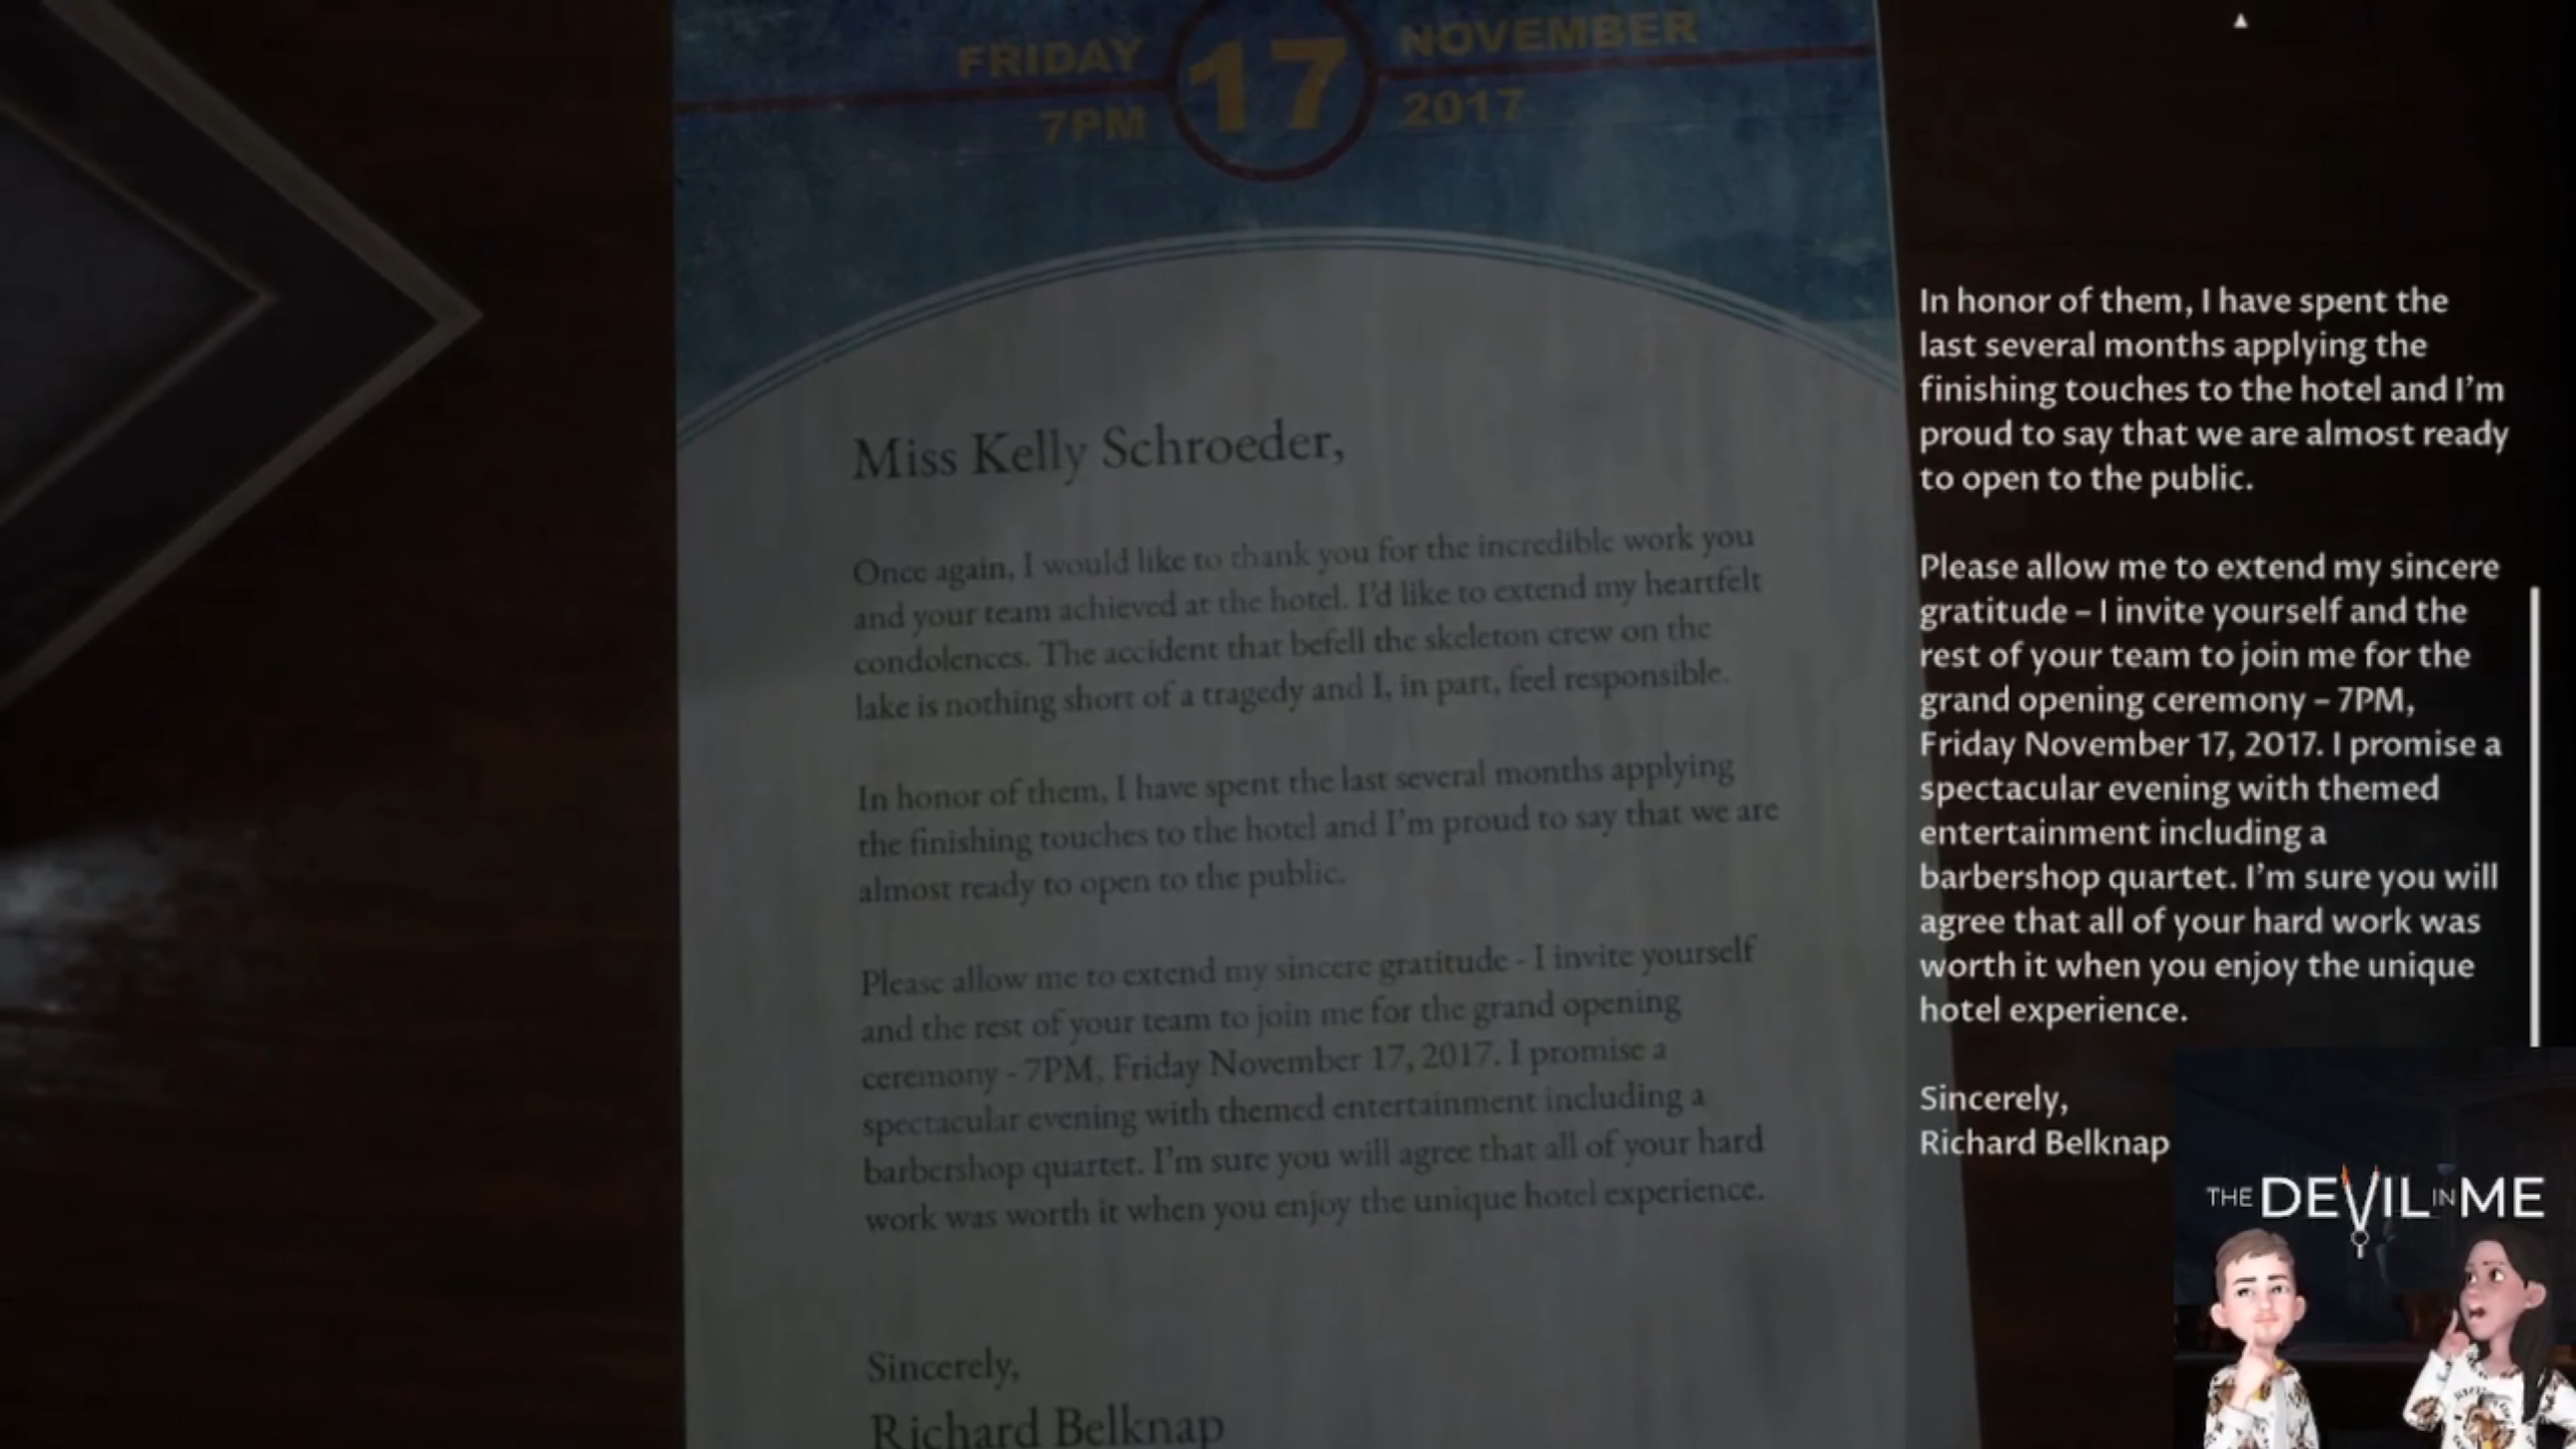 FRIDAY 17 NOVEMBER
7PM 2017
Miss Kelly Schroeder,
Once again, I would like to thank you for the incredible work you
and your team achieved at the hotel. I'd like to extend my heartfelt
condolences. The accident that befell the skeleton crew on the
lake is nothing short of a tragedy and I, in part, feel responsible.
In honor of them, I have spent the last several months applying
the finishing touches to the hotel and I'm proud to say that we are
almost ready to open to the public.
Please allow me to extend my sincere gratitude - I invite yourself
and the rest of your team to join me for the grand opening
ceremony - 7PM, Friday November 17, 2017. I promise a
spectacular evening with themed entertainment including a
barbershop quartet. I'm sure you will agree that all of your hard
work was worth it when you enjoy the unique hotel experience.
Sincerely,
Richard Belknap
In honor of them, I have spent the
last several months applying the
finishing touches to the hotel and I'm
proud to say that we are almost ready
to open to the public.
Please allow me to extend my sincere
gratitude – I invite yourself and the
rest of your team to join me for the
grand opening ceremony – 7PM,
Friday November 17, 2017. I promise a
spectacular evening with themed
entertainment including a
barbershop quartet. I'm sure you will
agree that all of your hard work was
worth it when you enjoy the unique
hotel experience.
Sincerely,
Richard Belknap
THE DEVIL IN ME